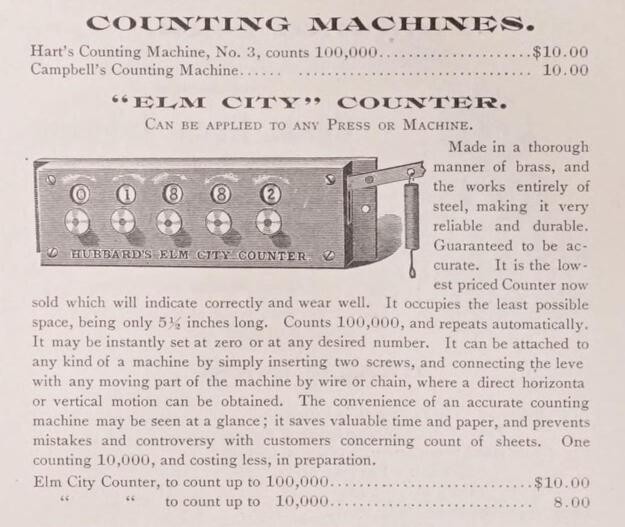 COUNTING MACHINES.
Hart's Counting Machine, No. 3, counts 100,000......................$10.00
Campbell's Counting Machine...... .................................. 10.00
"ELM CITY" COUNTER.
CAN BE APPLIED TO ANY PRESS OR MACHINE.
0 1 8 8 2
HUBBARD'S ELM CITY COUNTER.
Made in a thorough
manner of brass, and
the works entirely of
steel, making it very
reliable and durable.
Guaranteed to be ac-
curate. It is the low-
est priced Counter now
sold which will indicate correctly and wear well. It occupies the least possible
space, being only 5½ inches long. Counts 100,000, and repeats automatically.
It may be instantly set at zero or at any desired number. It can be attached to
any kind of a machine by simply inserting two screws, and connecting the leve
with any moving part of the machine by wire or chain, where a direct horizonta
or vertical motion can be obtained. The convenience of an accurate counting
machine may be seen at a glance; it saves valuable time and paper, and prevents
mistakes and controversy with customers concerning count of sheets. One
counting 10,000, and costing less, in preparation.
Elm City Counter, to count up to 100,000.............................$10.00
" " to count up to 10,000............................. 8.00